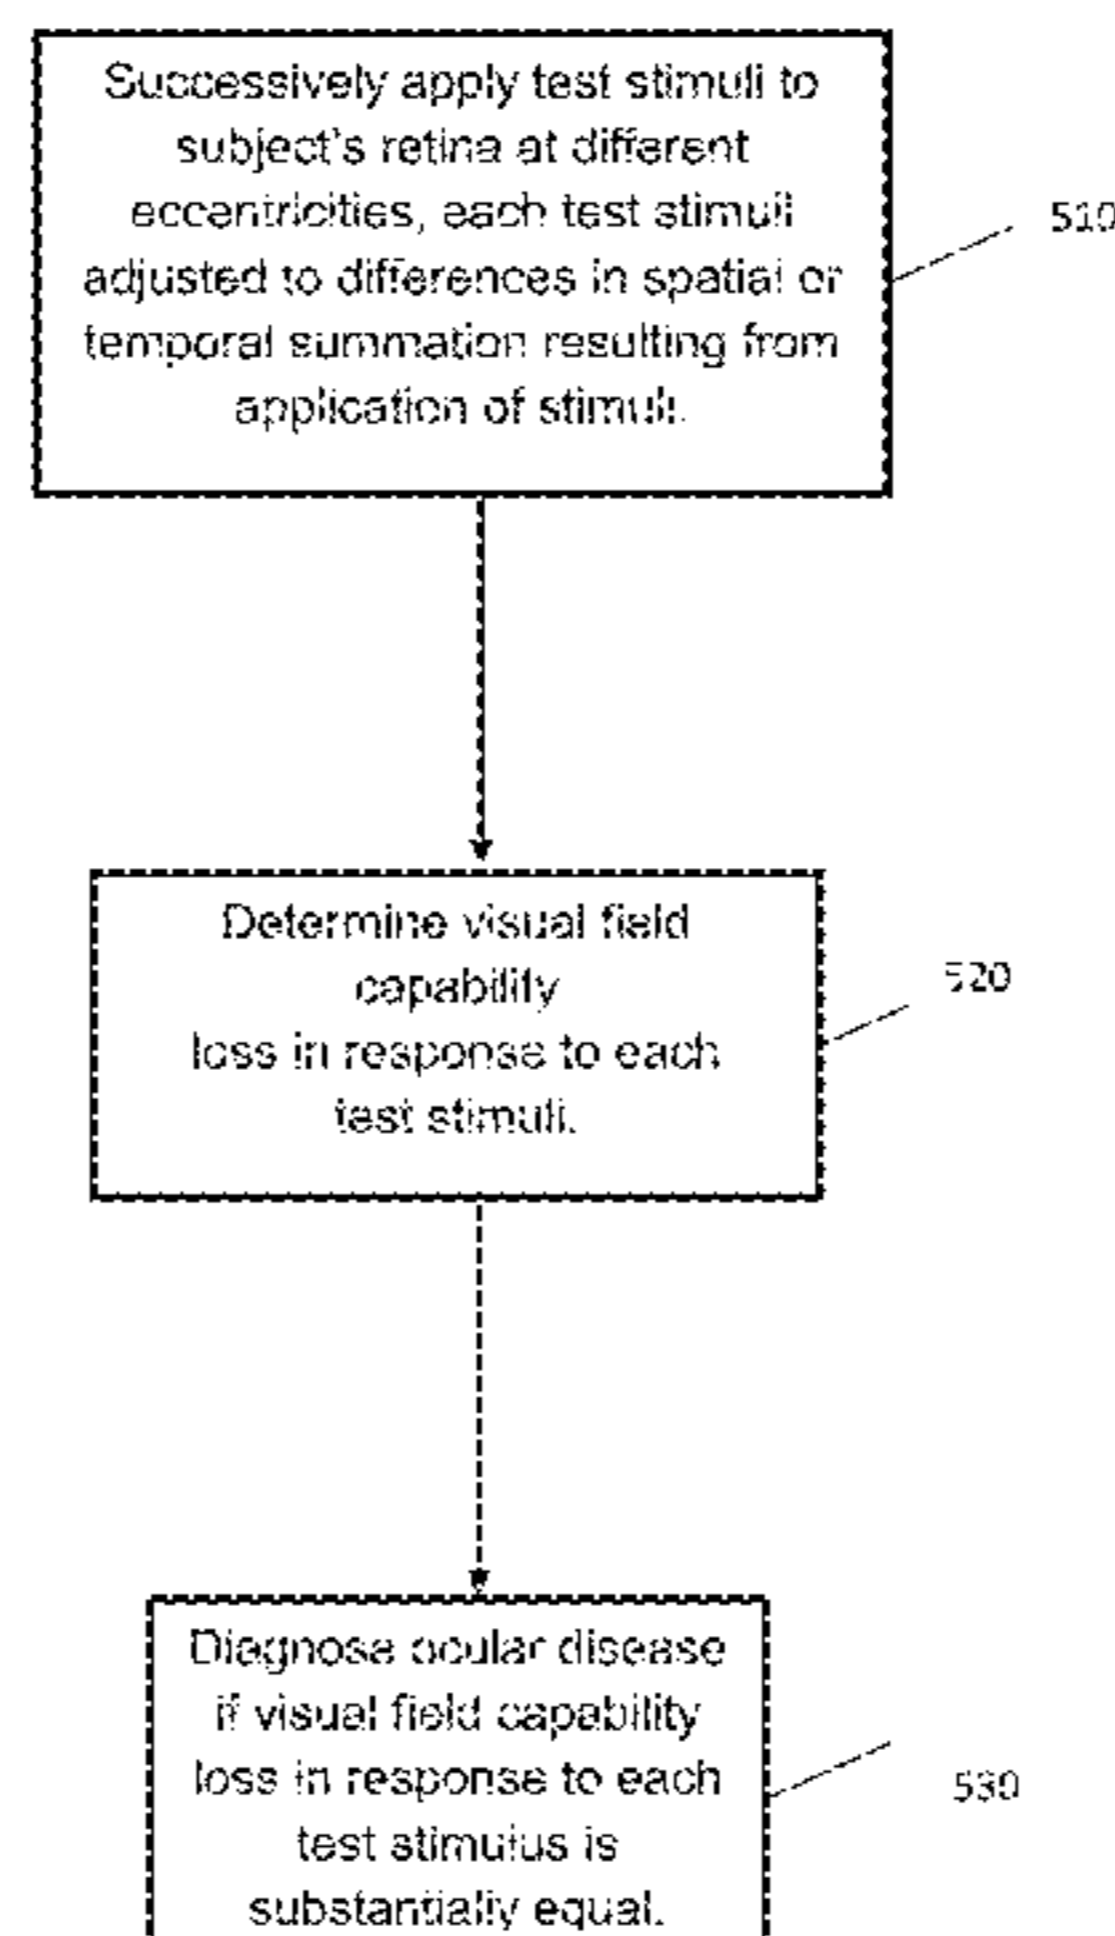 Successively apply test stimuli to
subject's retina at different
eccentricities, each test stimuli
adjusted to differences in spatial or
temporal summation resulting from
application of stimuli.
510
Determine visual field
capability
loss in response to each
test stimuli.
520
Diagnose ocular disease
if visual field capability
loss in response to each
test stimulus is
substantially equal.
530